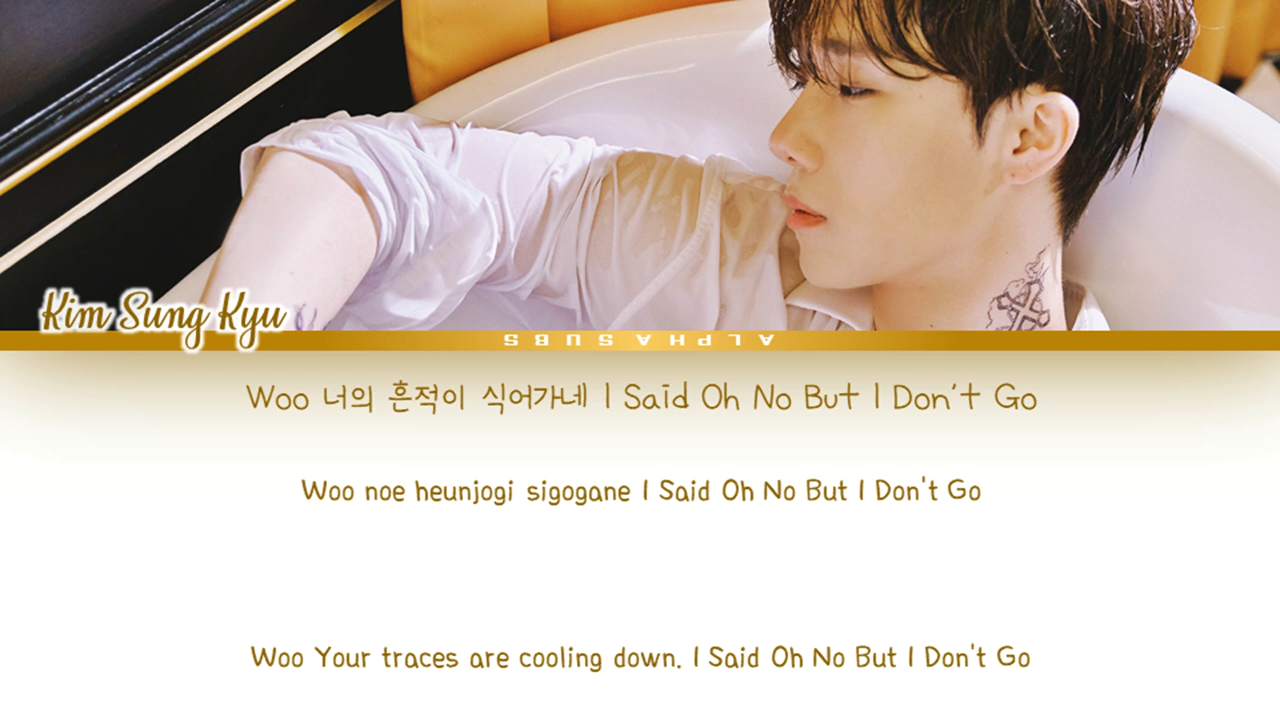 Kim Sung Kyu
ALPHA SUBS
Woo 너의 흔적이 식어가네 I Said Oh No But I Don't Go
Woo noe heunjogi sigogane I Said Oh No But I Don't Go
Woo Your traces are cooling down. I Said Oh No But I Don't Go